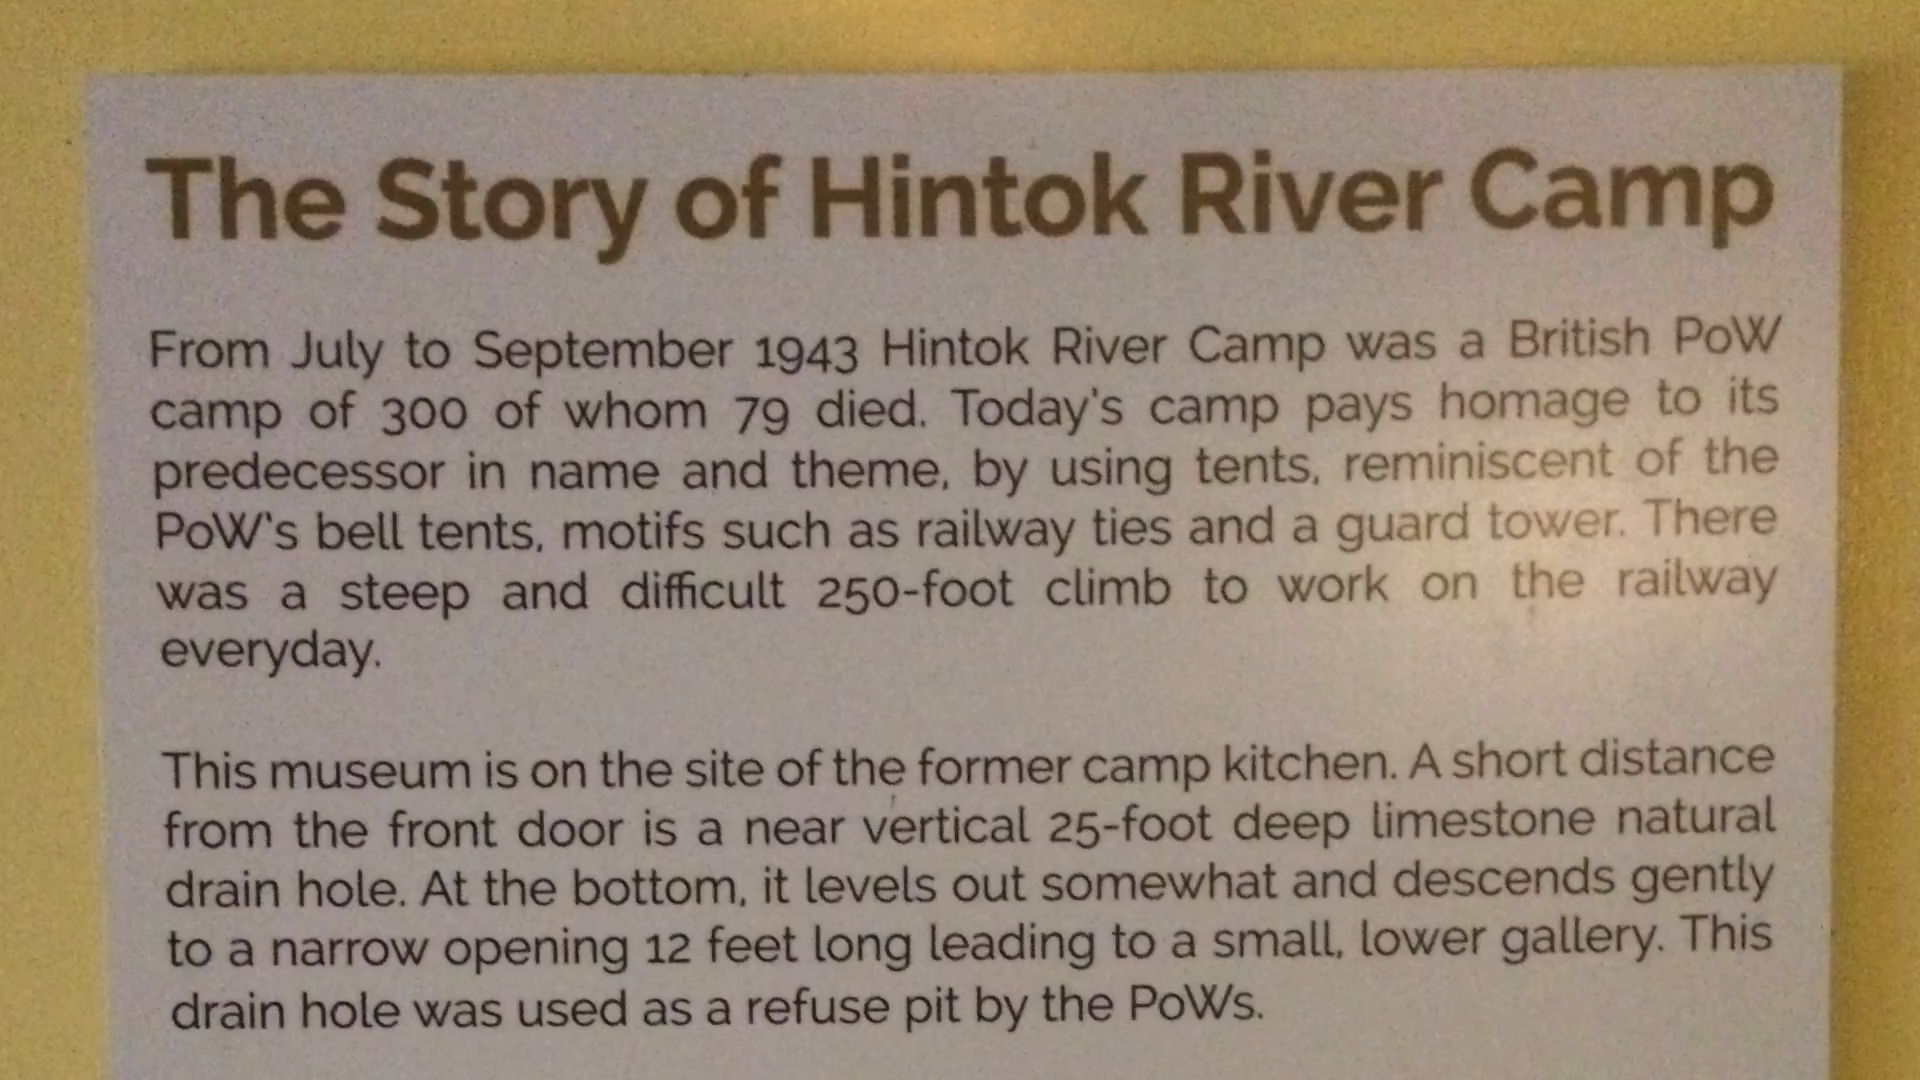 The Story of Hintok River Camp
From July to September 1943 Hintok River Camp was a British PoW
camp of 300 of whom 79 died. Today's camp pays homage to its
predecessor in name and theme, by using tents, reminiscent of the
PoW's bell tents, motifs such as railway ties and a guard tower. There
was a steep and difficult 250-foot climb to work on the railway
everyday.
This museum is on the site of the former camp kitchen. A short distance
from the front door is a near vertical 25-foot deep limestone natural
drain hole. At the bottom, it levels out somewhat and descends gently
to a narrow opening 12 feet long leading to a small, lower gallery. This
drain hole was used as a refuse pit by the PoWs.